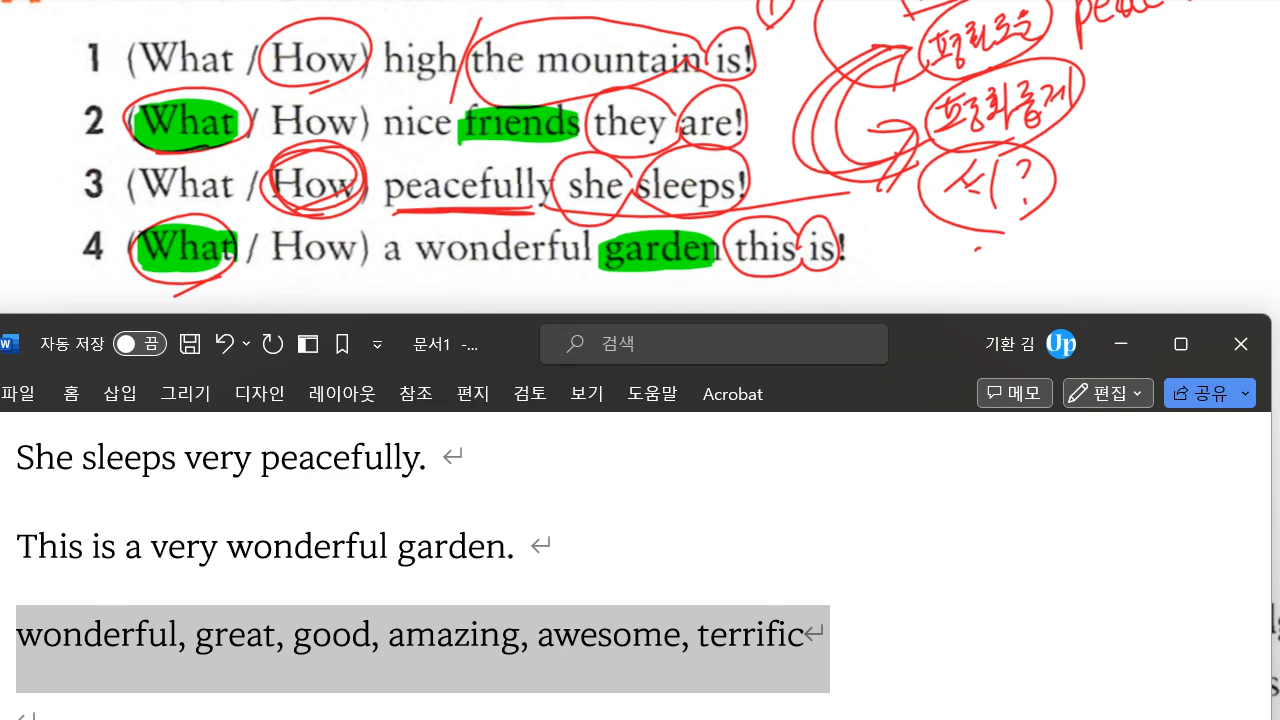 1 (What / How) high the mountain is!
평화로운
2 (What / How) nice friends they are!
평화롭게
3 (What / How) peacefully she sleeps!
시?
4 (What / How) a wonderful garden this is!
자동 저장 끔 문서1 -... 검색 기환 김 Up
파일 홈 삽입 그리기 디자인 레이아웃 참조 편지 검토 보기 도움말 Acrobat 메모 편집 공유
She sleeps very peacefully.
This is a very wonderful garden.
wonderful, great, good, amazing, awesome, terrific